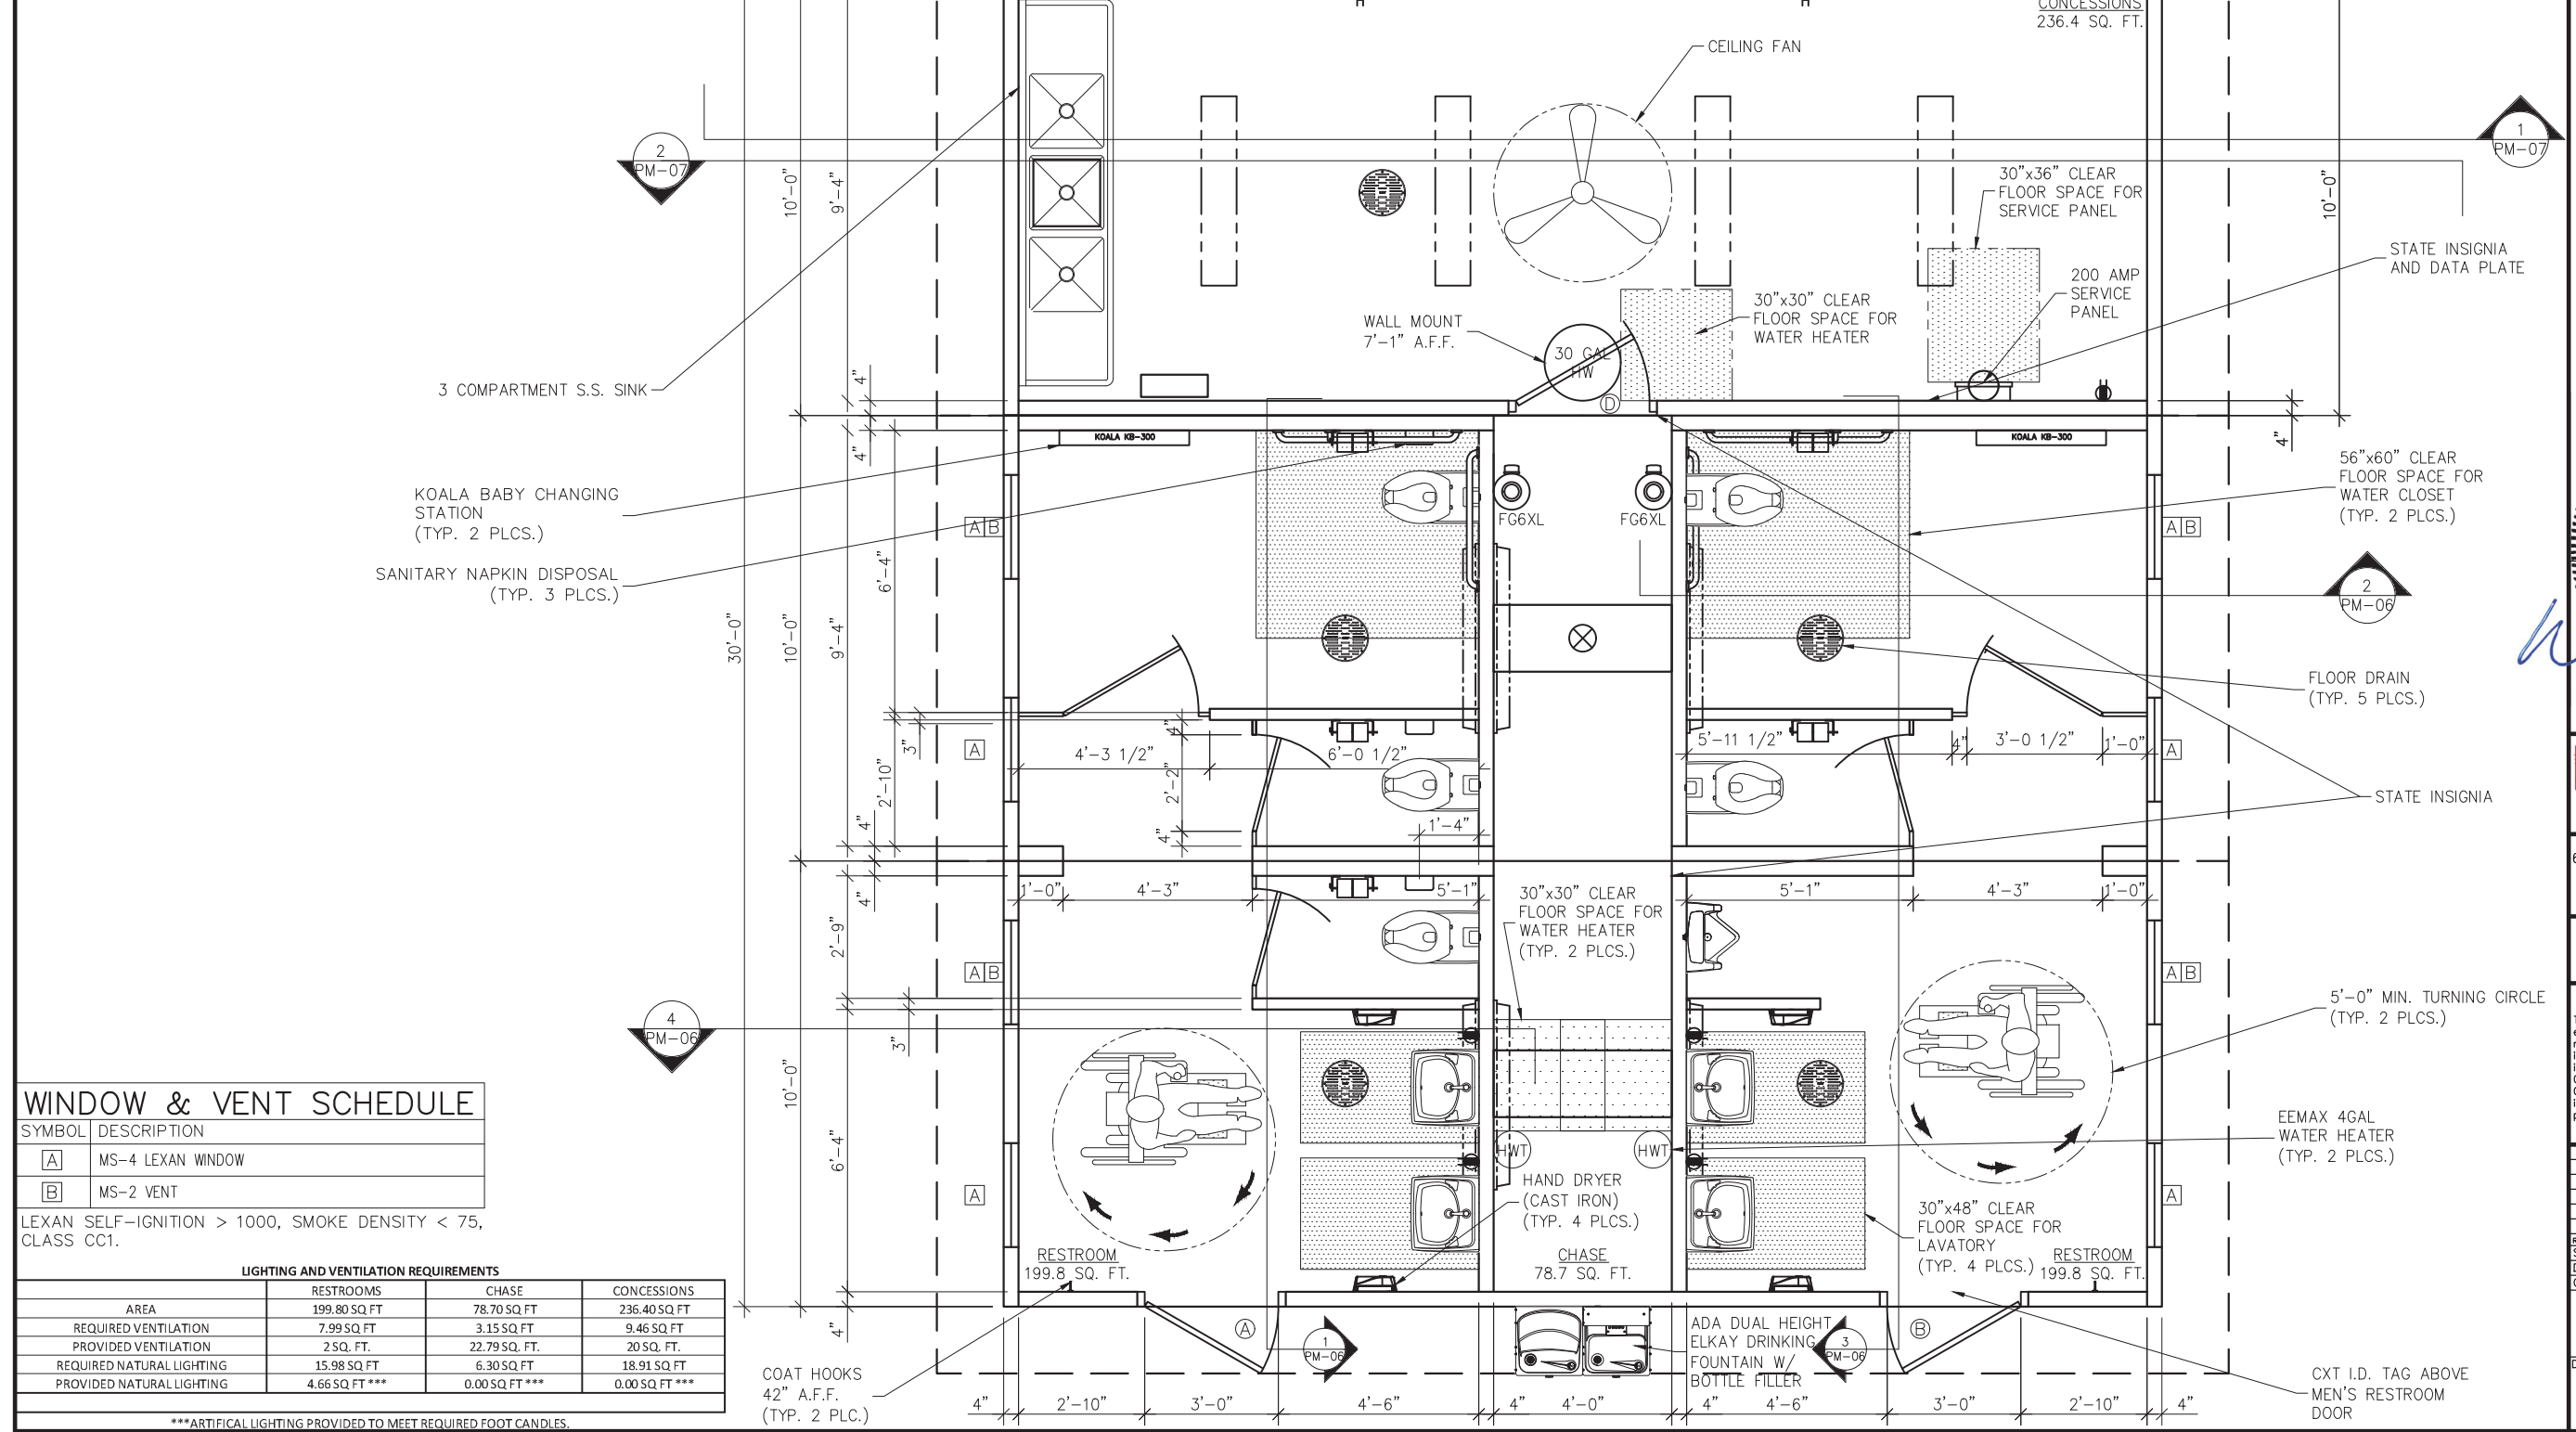 CONCESSIONS
236.4 SQ. FT.
CEILING FAN
2
PM-07
1
PM-07
10'-0"
9'-4"
10'-0"
30"x36" CLEAR
FLOOR SPACE FOR
SERVICE PANEL
STATE INSIGNIA
AND DATA PLATE
200 AMP
SERVICE
PANEL
30"x30" CLEAR
FLOOR SPACE FOR
WATER HEATER
WALL MOUNT
7'-1" A.F.F.
30 GAL
HW
3 COMPARTMENT S.S. SINK
4"
D
4"
4"
KOALA KB-300
KOALA KB-300
56"x60" CLEAR
FLOOR SPACE FOR
WATER CLOSET
(TYP. 2 PLCS.)
KOALA BABY CHANGING
STATION
(TYP. 2 PLCS.)
A B
FG6XL
FG6XL
A B
SANITARY NAPKIN DISPOSAL
(TYP. 3 PLCS.)
6'-4"
2
PM-06
30'-0"
10'-0"
9'-4"
FLOOR DRAIN
(TYP. 5 PLCS.)
3"
A
4'-3 1/2"
4"
6'-0 1/2"
5'-11 1/2"
4"
3'-0 1/2"
1'-0"
A
2'-10"
2'-2"
STATE INSIGNIA
4"
4"
1'-4"
4"
1'-0"
4'-3"
5'-1"
30"x30" CLEAR
FLOOR SPACE FOR
WATER HEATER
(TYP. 2 PLCS.)
5'-1"
4'-3"
1'-0"
2'-9"
A B
A B
4
PM-06
3"
5'-0" MIN. TURNING CIRCLE
(TYP. 2 PLCS.)
10'-0"
6'-4"
WINDOW & VENT SCHEDULE
SYMBOL DESCRIPTION
A MS-4 LEXAN WINDOW
B MS-2 VENT
LEXAN SELF-IGNITION > 1000, SMOKE DENSITY < 75,
CLASS CC1.
EEMAX 4GAL
WATER HEATER
(TYP. 2 PLCS.)
HWT
HWT
A
HAND DRYER
(CAST IRON)
(TYP. 4 PLCS.)
A
30"x48" CLEAR
FLOOR SPACE FOR
LAVATORY
(TYP. 4 PLCS.)
RESTROOM
199.8 SQ. FT.
CHASE
78.7 SQ. FT.
RESTROOM
199.8 SQ. FT.
LIGHTING AND VENTILATION REQUIREMENTS
RESTROOMS CHASE CONCESSIONS
AREA 199.80 SQ FT 78.70 SQ FT 236.40 SQ FT
REQUIRED VENTILATION 7.99 SQ FT 3.15 SQ FT 9.46 SQ FT
PROVIDED VENTILATION 2 SQ. FT. 22.79 SQ. FT. 20 SQ. FT.
REQUIRED NATURAL LIGHTING 15.98 SQ FT 6.30 SQ FT 18.91 SQ FT
PROVIDED NATURAL LIGHTING 4.66 SQ FT *** 0.00 SQ FT *** 0.00 SQ FT ***
***ARTIFICAL LIGHTING PROVIDED TO MEET REQUIRED FOOT CANDLES.
4"
A
1
PM-06
ADA DUAL HEIGHT
ELKAY DRINKING
FOUNTAIN W/
BOTTLE FILLER
3
PM-06
B
COAT HOOKS
42" A.F.F.
(TYP. 2 PLC.)
CXT I.D. TAG ABOVE
MEN'S RESTROOM
DOOR
4"
2'-10"
3'-0"
4'-6"
4"
4'-0"
4"
4'-6"
3'-0"
2'-10"
4"